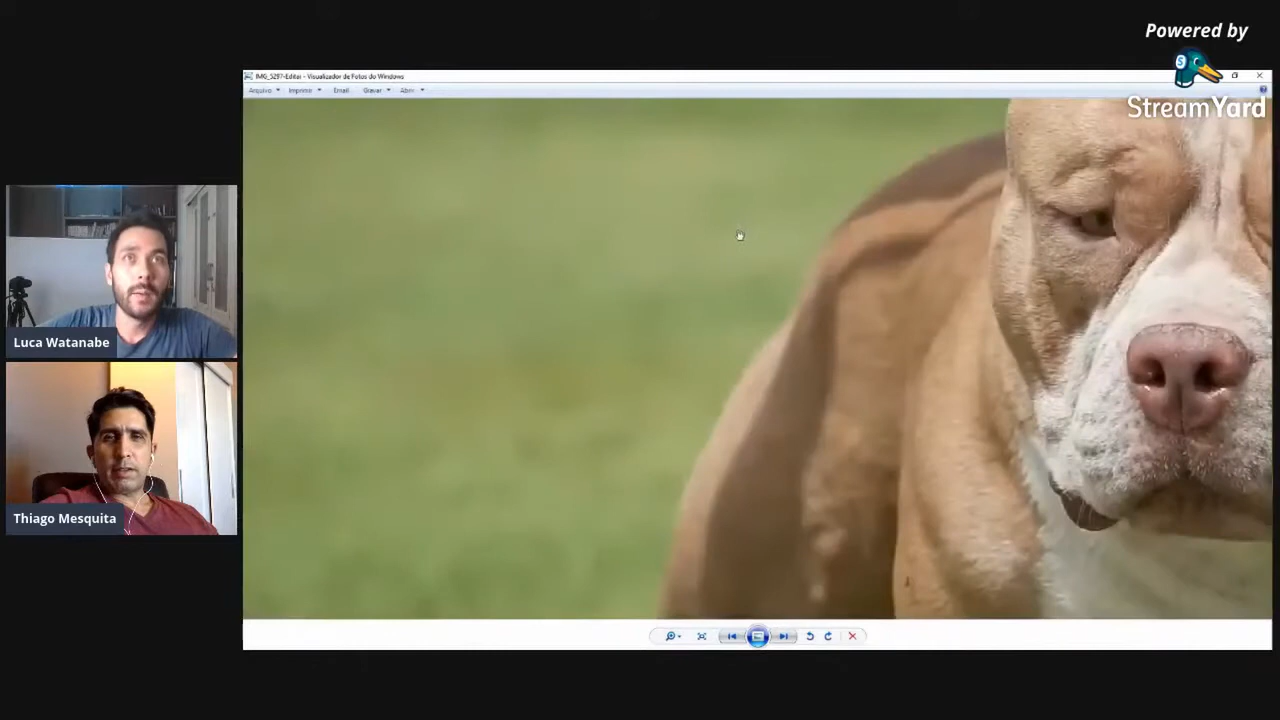 Powered by
StreamYard
IMG_5297-Editar - Visualizador de Fotos do Windows
Arquivo Imprimir Email Gravar Abrir
Luca Watanabe
Thiago Mesquita